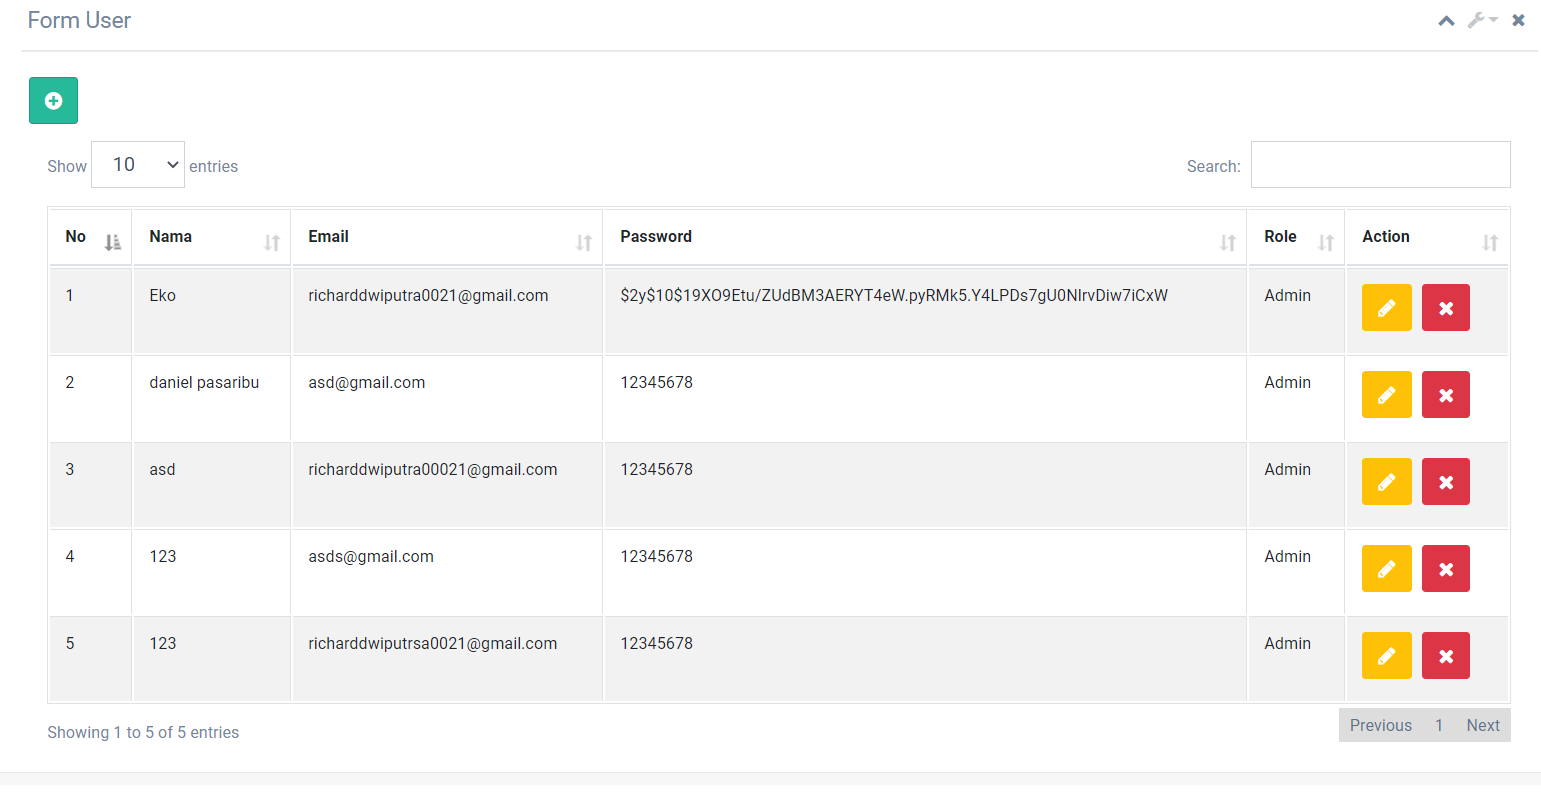 Form User
Show 10 entries
Search:
No Nama Email Password Role Action
1 Eko richarddwiputra0021@gmail.com $2y$10$19XO9Etu/ZUdBM3AERYT4eW.pyRMk5.Y4LPDs7gU0NIrvDiw7iCxW Admin
2 daniel pasaribu asd@gmail.com 12345678 Admin
3 asd richarddwiputra00021@gmail.com 12345678 Admin
4 123 asds@gmail.com 12345678 Admin
5 123 richarddwiputrsa0021@gmail.com 12345678 Admin
Showing 1 to 5 of 5 entries
Previous 1 Next